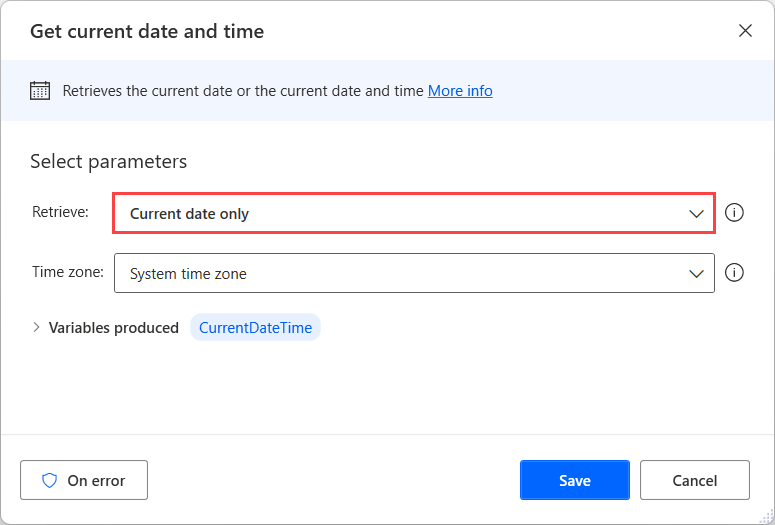 Get current date and time
Retrieves the current date or the current date and time More info
Select parameters
Retrieve: Current date only
Time zone: System time zone
Variables produced CurrentDateTime
On error Save Cancel